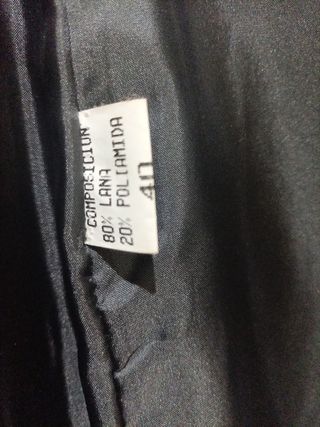 COMPOSICION
80% LANA
20% POLIAMIDA
40